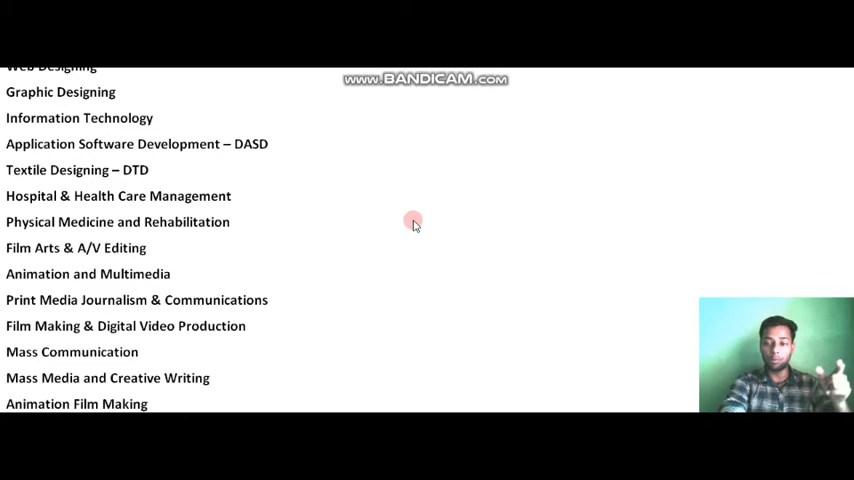 Web Designing
www.BANDICAM.com
Graphic Designing
Information Technology
Application Software Development – DASD
Textile Designing – DTD
Hospital & Health Care Management
Physical Medicine and Rehabilitation
Film Arts & A/V Editing
Animation and Multimedia
Print Media Journalism & Communications
Film Making & Digital Video Production
Mass Communication
Mass Media and Creative Writing
Animation Film Making